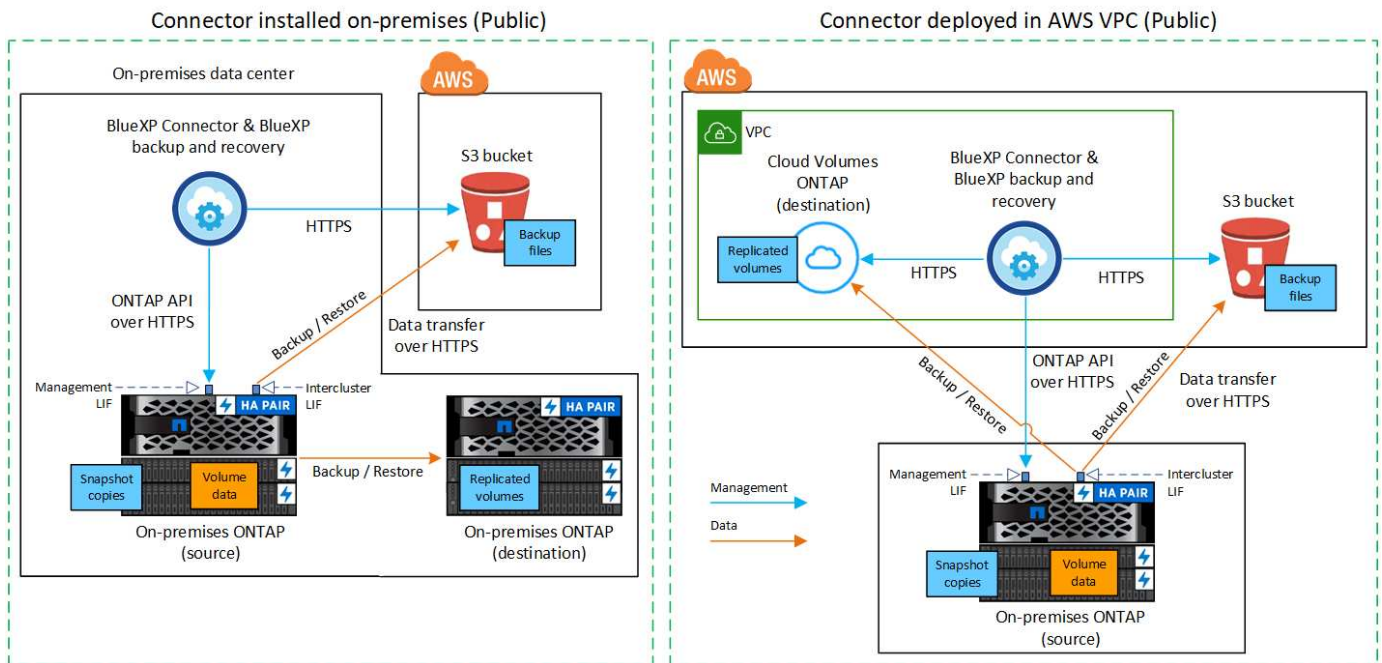 Connector installed on-premises (Public)
On-premises data center
AWS
BlueXP Connector & BlueXP
backup and recovery
S3 bucket
HTTPS
Backup
files
ONTAP API
over HTTPS
Backup / Restore
Data transfer
over HTTPS
Management
LIF
Intercluster
LIF
HA PAIR
HA PAIR
Snapshot
copies
Volume
data
Backup / Restore
Replicated
volumes
On-premises ONTAP
(source)
On-premises ONTAP
(destination)
Connector deployed in AWS VPC (Public)
AWS
VPC
Cloud Volumes
ONTAP
(destination)
BlueXP Connector &
BlueXP backup and
recovery
S3 bucket
Replicated
volumes
HTTPS
HTTPS
Backup
files
ONTAP API
over HTTPS
Backup / Restore
Backup / Restore
Data transfer
over HTTPS
Management
LIF
Intercluster
LIF
Management
Data
HA PAIR
Snapshot
copies
Volume
data
On-premises ONTAP
(source)